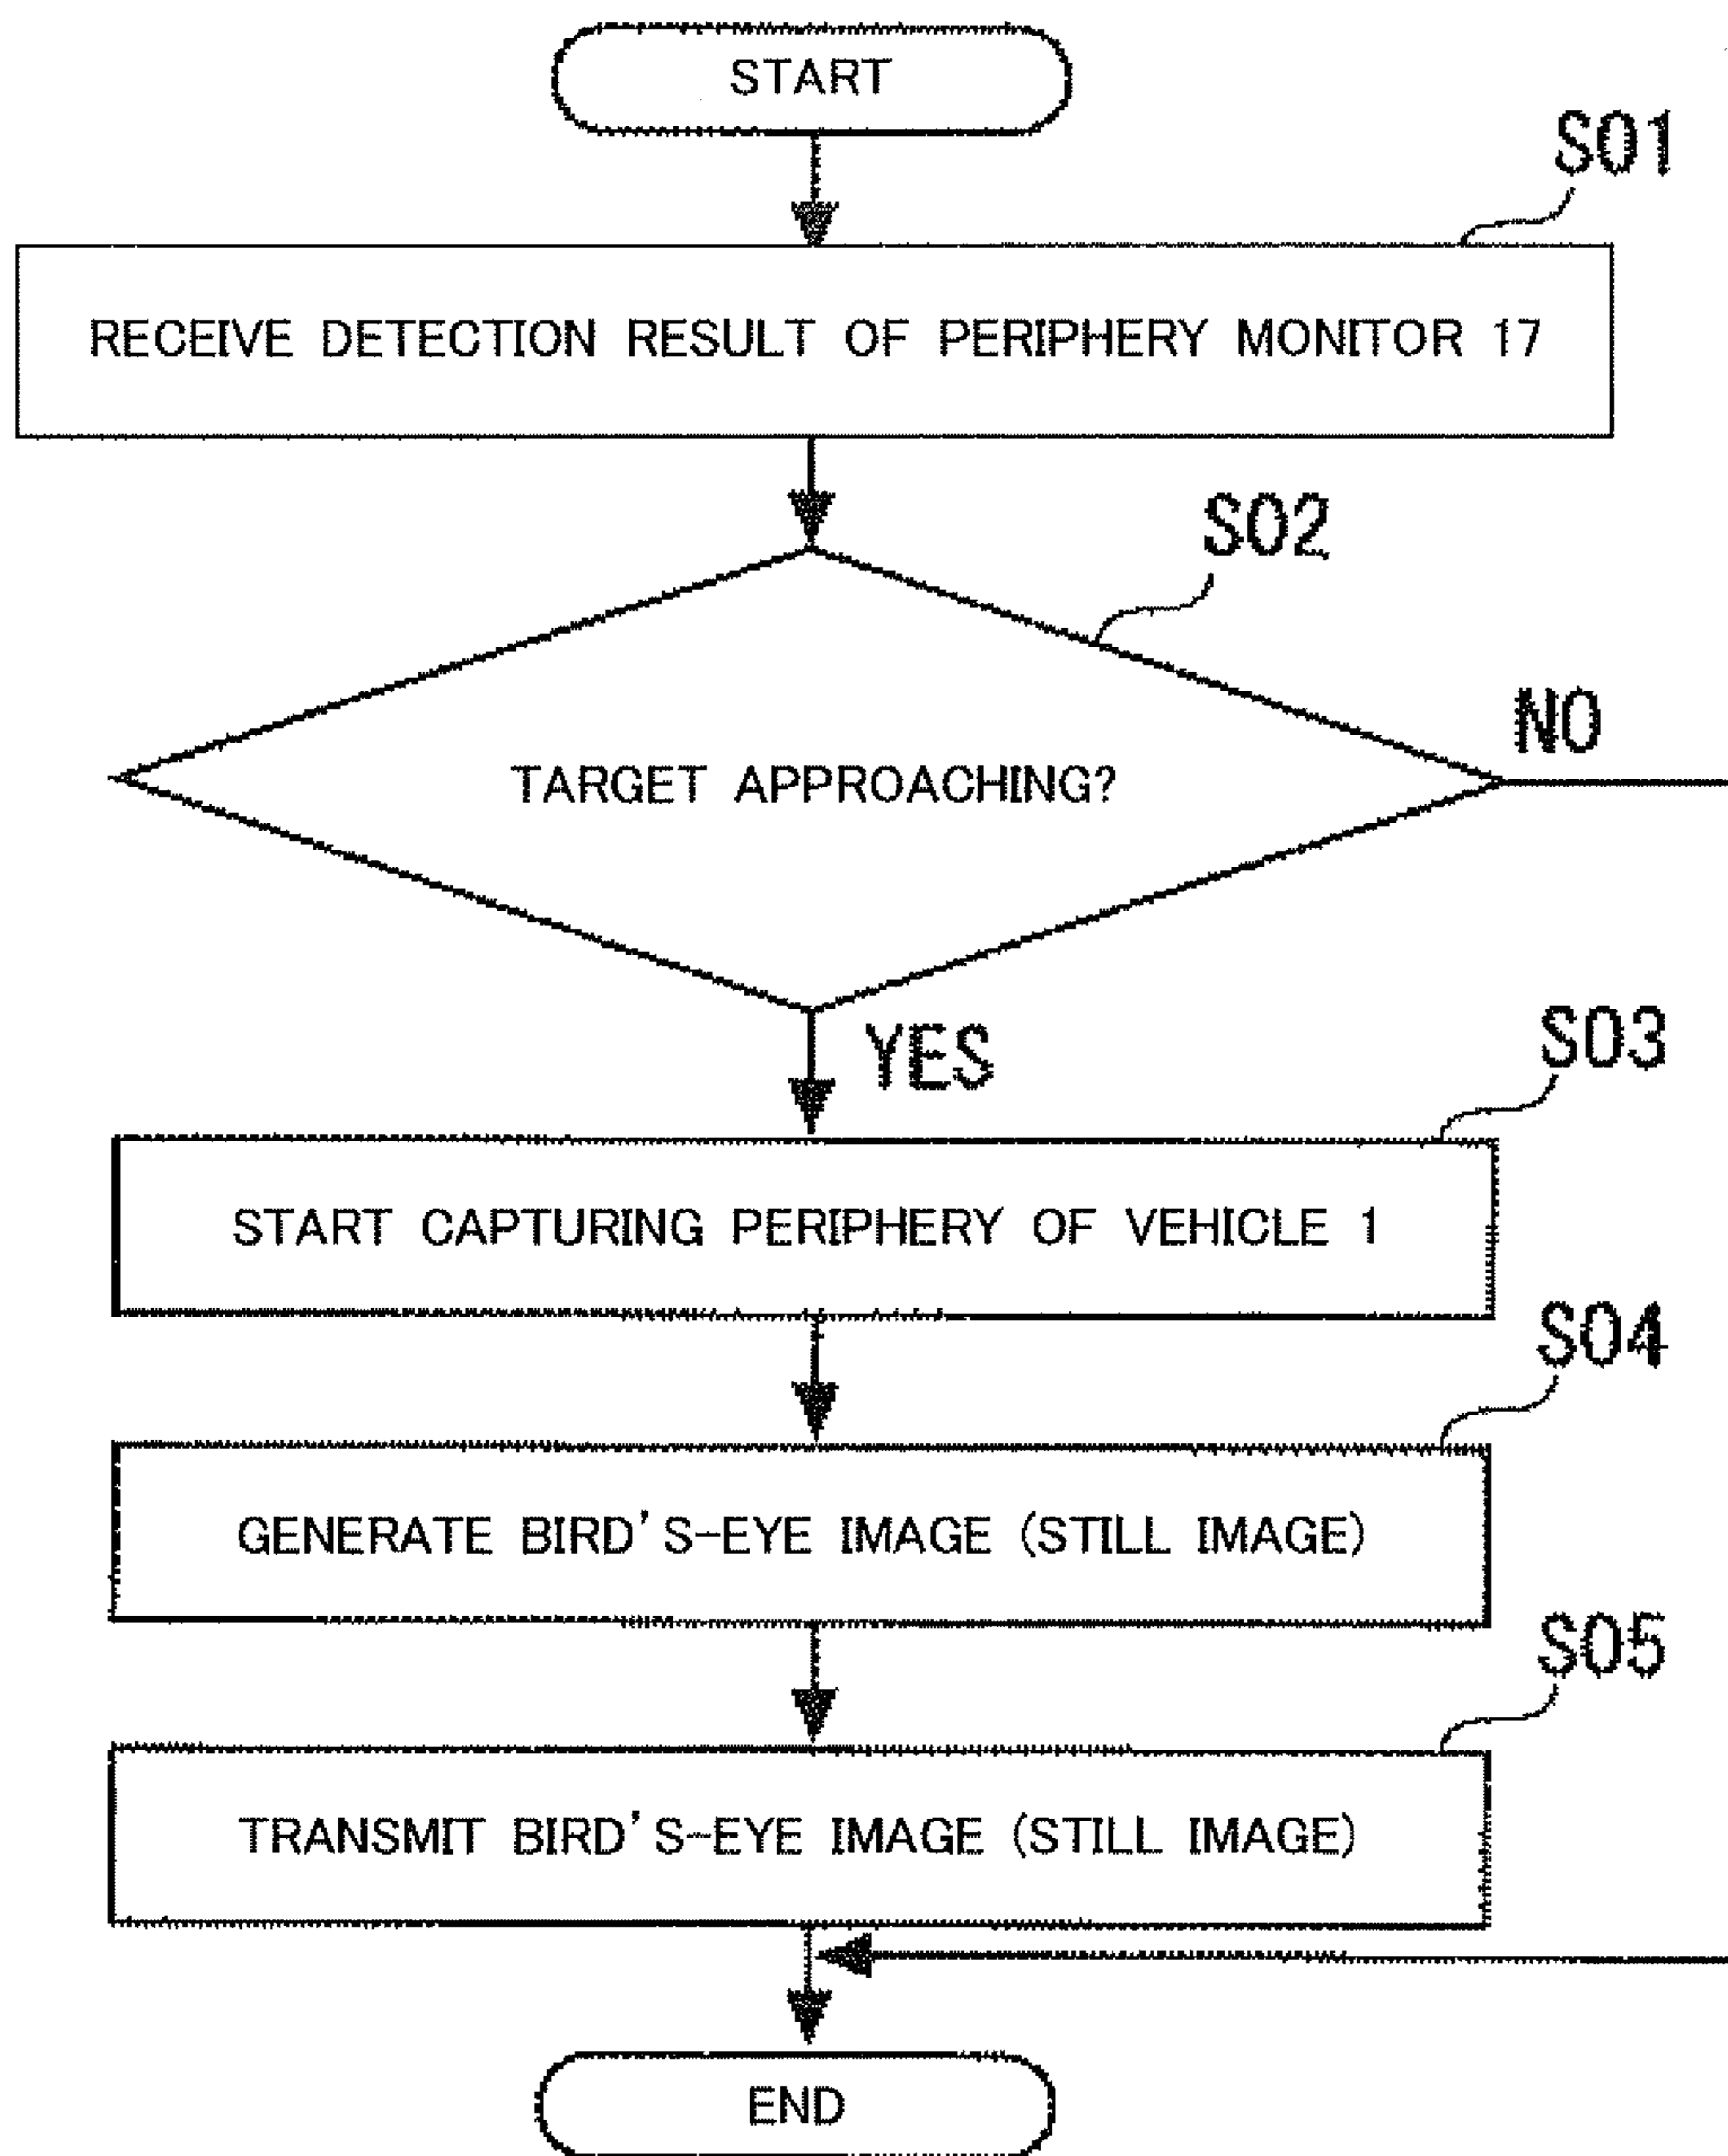 START
S01
RECEIVE DETECTION RESULT OF PERIPHERY MONITOR 17
S02
NO
TARGET APPROACHING?
YES
S03
START CAPTURING PERIPHERY OF VEHICLE 1
S04
GENERATE BIRD'S-EYE IMAGE (STILL IMAGE)
S05
TRANSMIT BIRD'S-EYE IMAGE (STILL IMAGE)
END